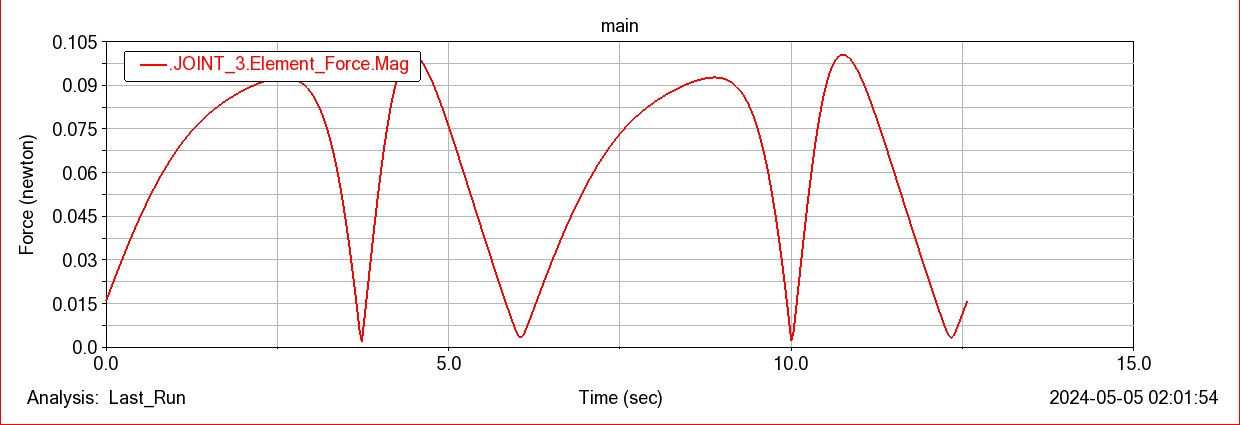 main
0.105
.JOINT_3.Element_Force.Mag
0.09
0.075
0.06
0.045
0.03
0.015
0.0
Force (newton)
0.0 5.0 10.0 15.0
Analysis: Last_Run Time (sec) 2024-05-05 02:01:54